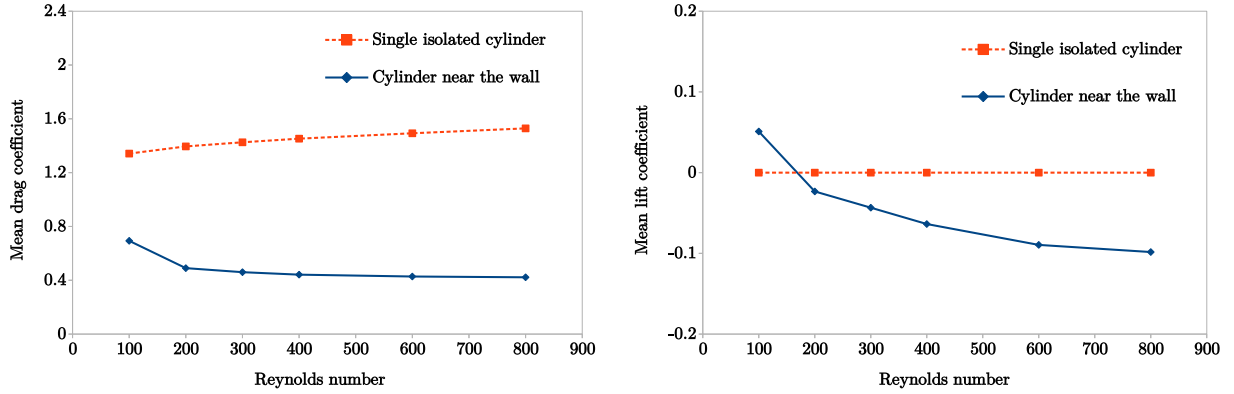 2.4
2
1.6
1.2
0.8
0.4
0
0 100 200 300 400 500 600 700 800 900
Mean drag coefficient
Reynolds number
Single isolated cylinder
Cylinder near the wall
0.2
0.1
0
-0.1
-0.2
0 100 200 300 400 500 600 700 800 900
Mean lift coefficient
Reynolds number
Single isolated cylinder
Cylinder near the wall